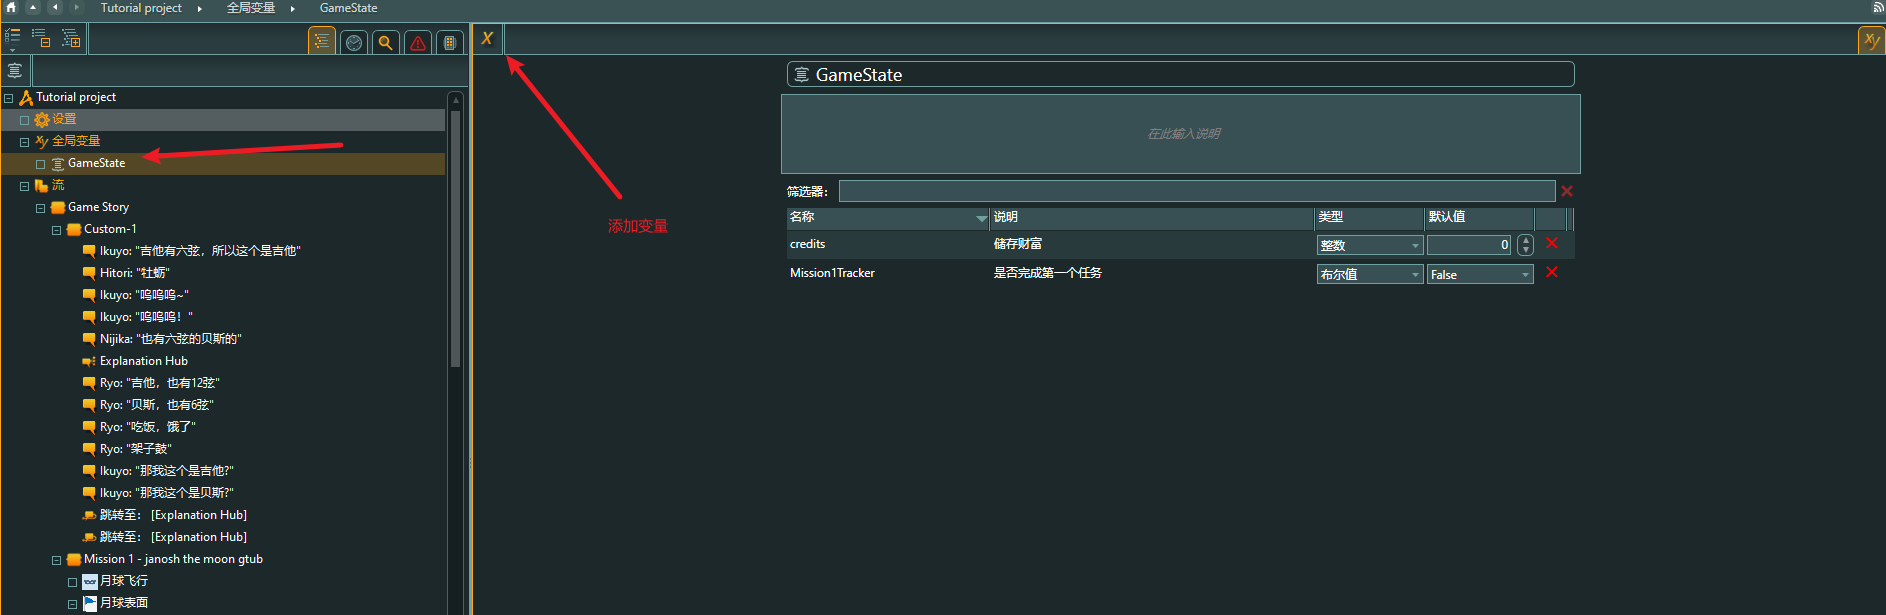 Tutorial project ▸ 全局变量 ▸ GameState
X
xy
GameState
在此输入说明
添加变量
筛选器：
名称 说明 类型 默认值
credits 储存财富 整数 0
Mission1Tracker 是否完成第一个任务 布尔值 False
Tutorial project
设置
xy 全局变量
GameState
流
Game Story
Custom-1
Ikuyo: "吉他有六弦，所以这个是吉他"
Hitori: "牡蛎"
Ikuyo: "呜呜呜~"
Ikuyo: "呜呜呜！"
Nijika: "也有六弦的贝斯的"
Explanation Hub
Ryo: "吉他，也有12弦"
Ryo: "贝斯，也有6弦"
Ryo: "吃饭，饿了"
Ryo: "架子鼓"
Ikuyo: "那我这个是吉他?"
Ikuyo: "那我这个是贝斯?"
跳转至： [Explanation Hub]
跳转至： [Explanation Hub]
Mission 1 - janosh the moon gtub
月球飞行
月球表面